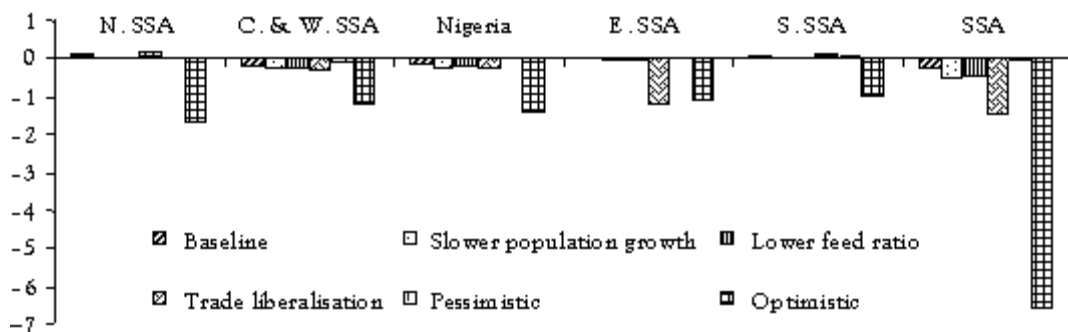 1 N. SSA C. & W. SSA Nigeria E. SSA S. SSA SSA
0
-1
-2
-3
-4
-5
-6
-7
Baseline Slower population growth Lower feed ratio
Trade liberalisation Pessimistic Optimistic